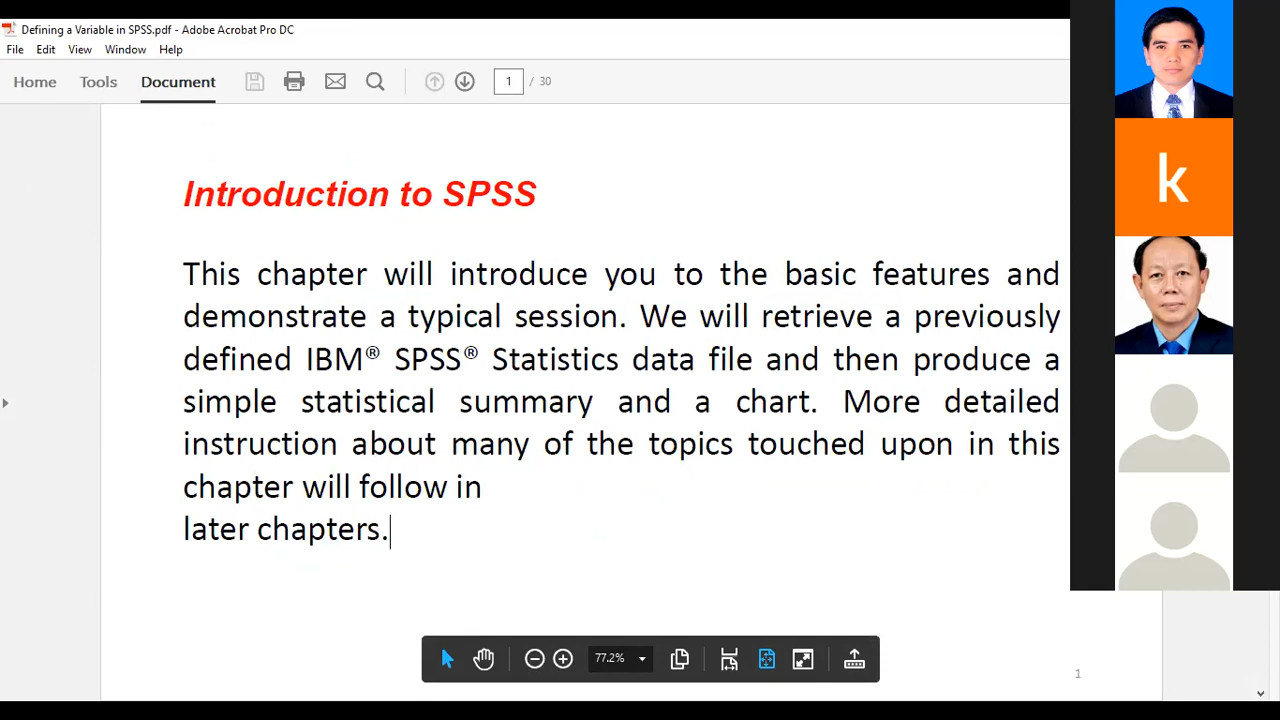 Defining a Variable in SPSS.pdf - Adobe Acrobat Pro DC
File Edit View Window Help
Home Tools Document 1 / 30
Introduction to SPSS
This chapter will introduce you to the basic features and
demonstrate a typical session. We will retrieve a previously
defined IBM® SPSS® Statistics data file and then produce a
simple statistical summary and a chart. More detailed
instruction about many of the topics touched upon in this
chapter will follow in
later chapters.
k
77.2%
1